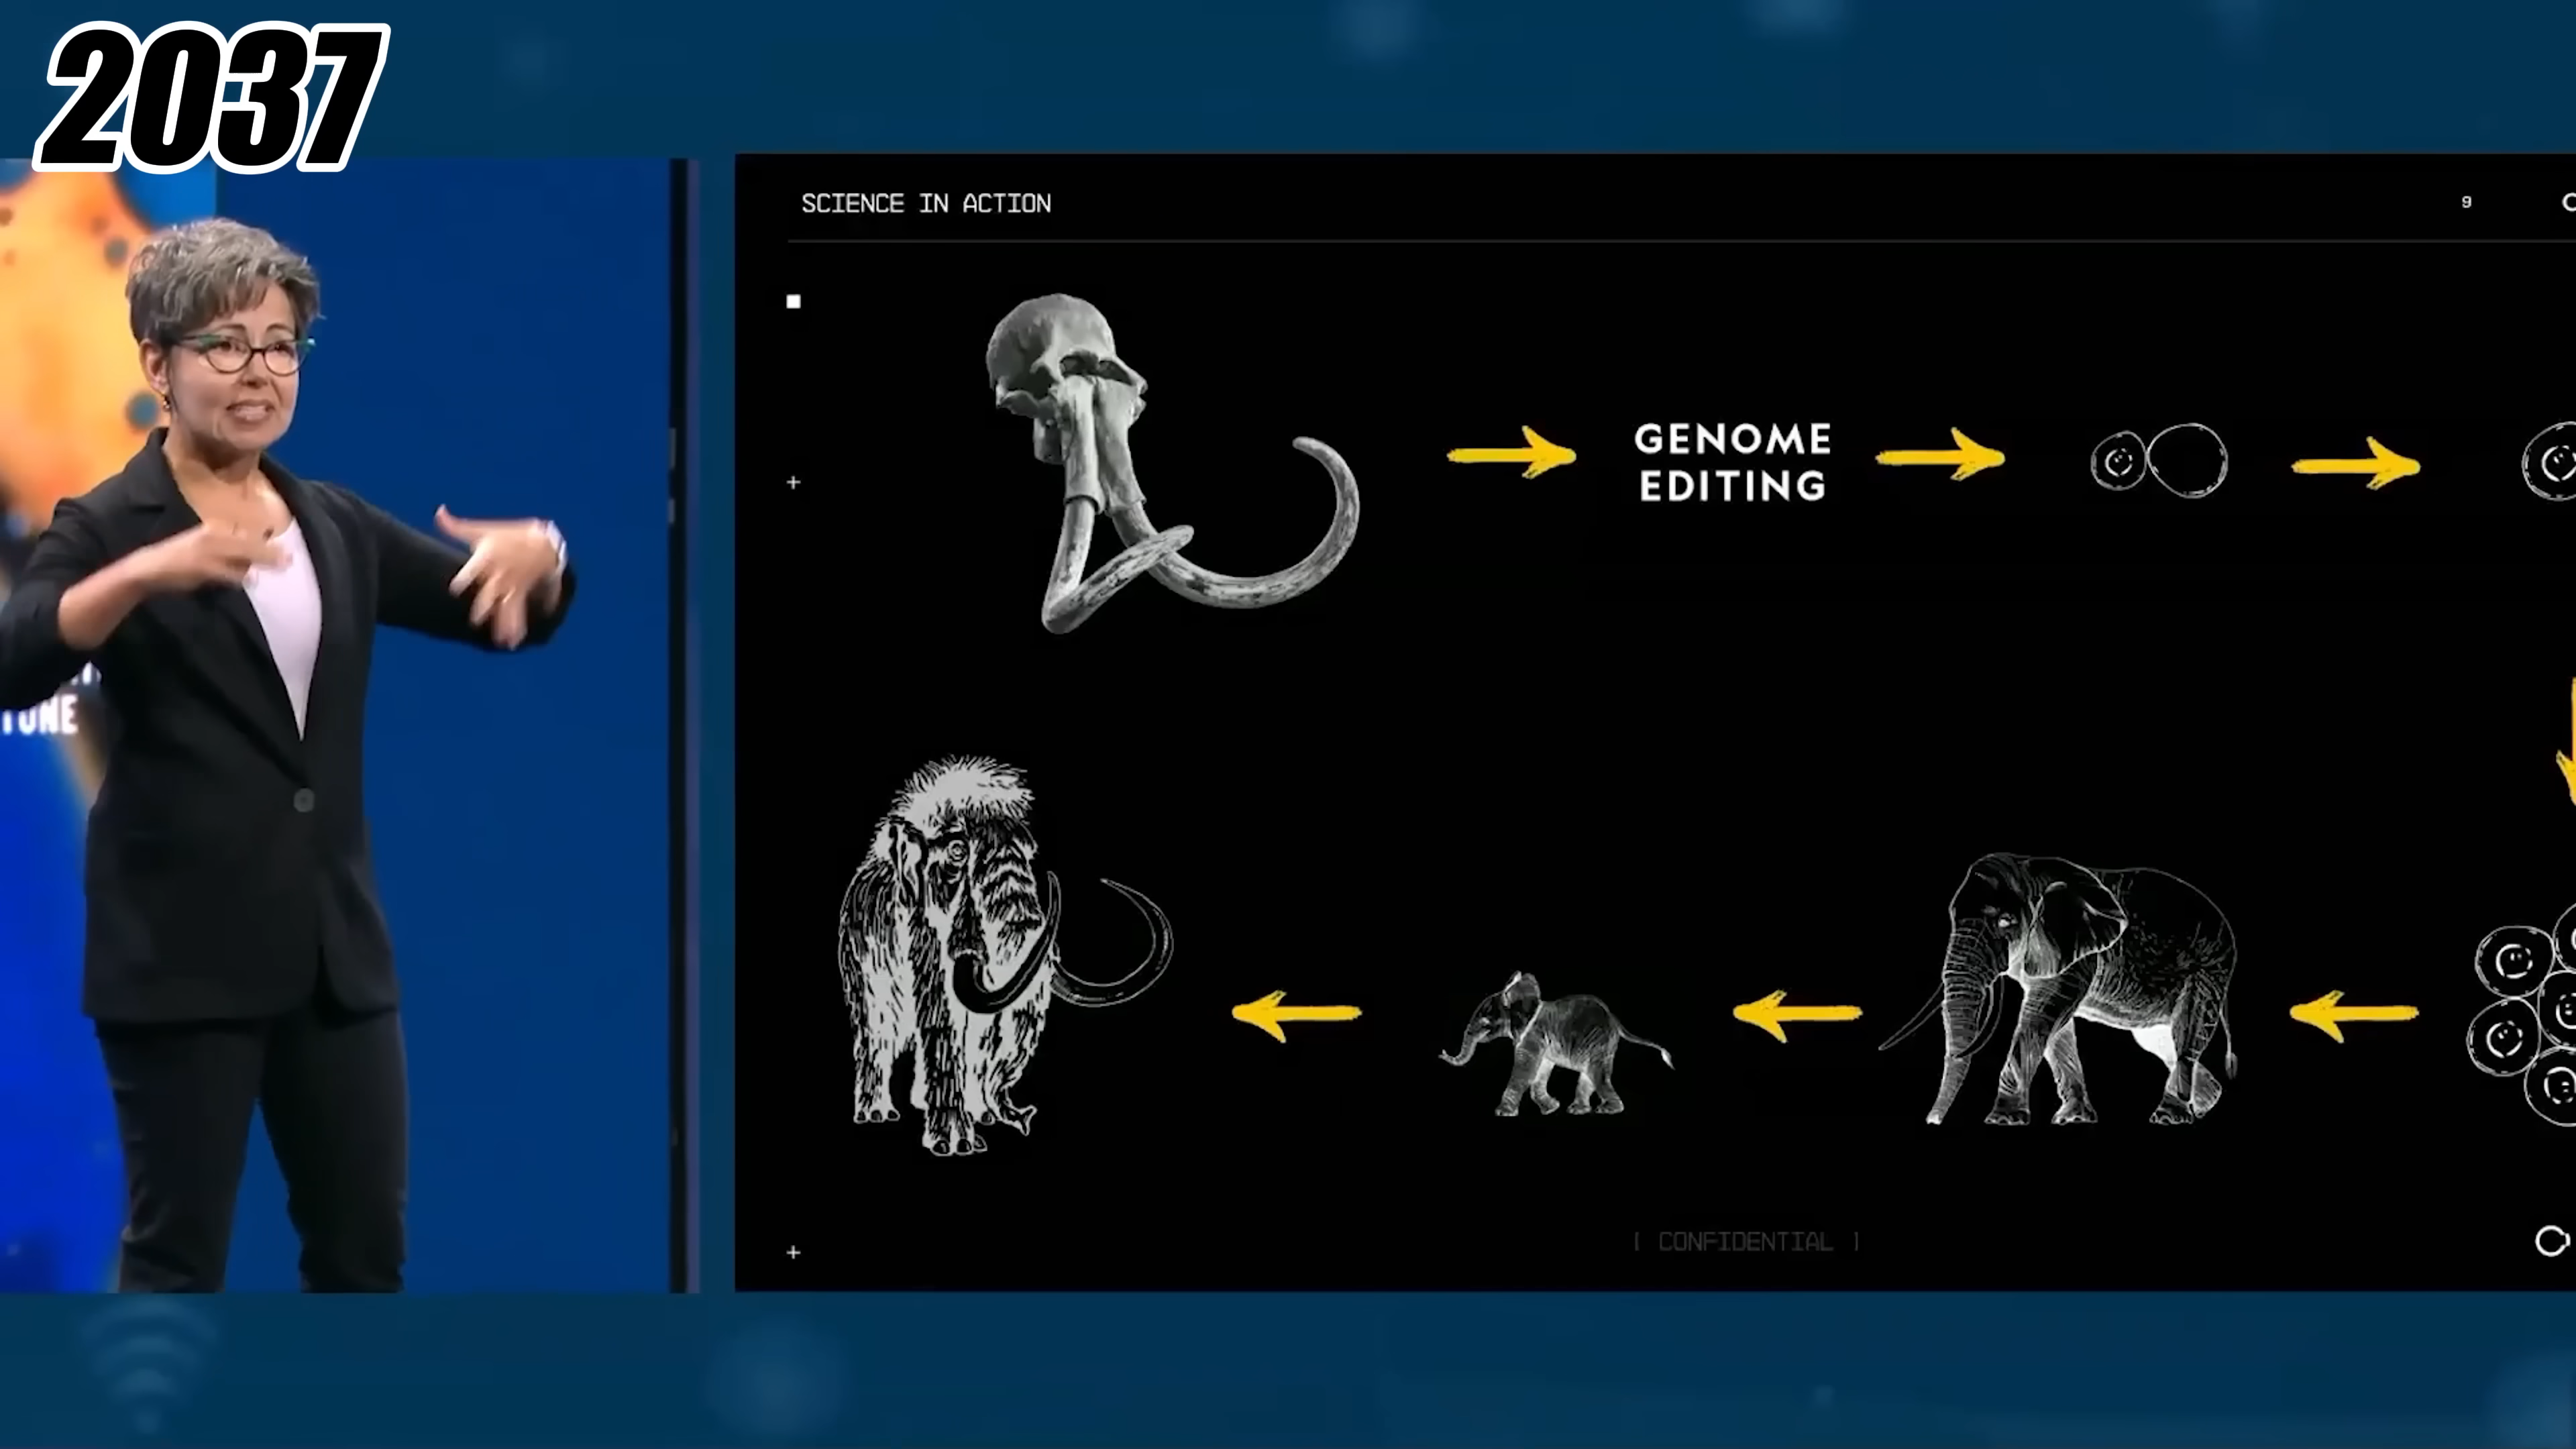 2037
SCIENCE IN ACTION
9
GENOME
EDITING
[ CONFIDENTIAL ]